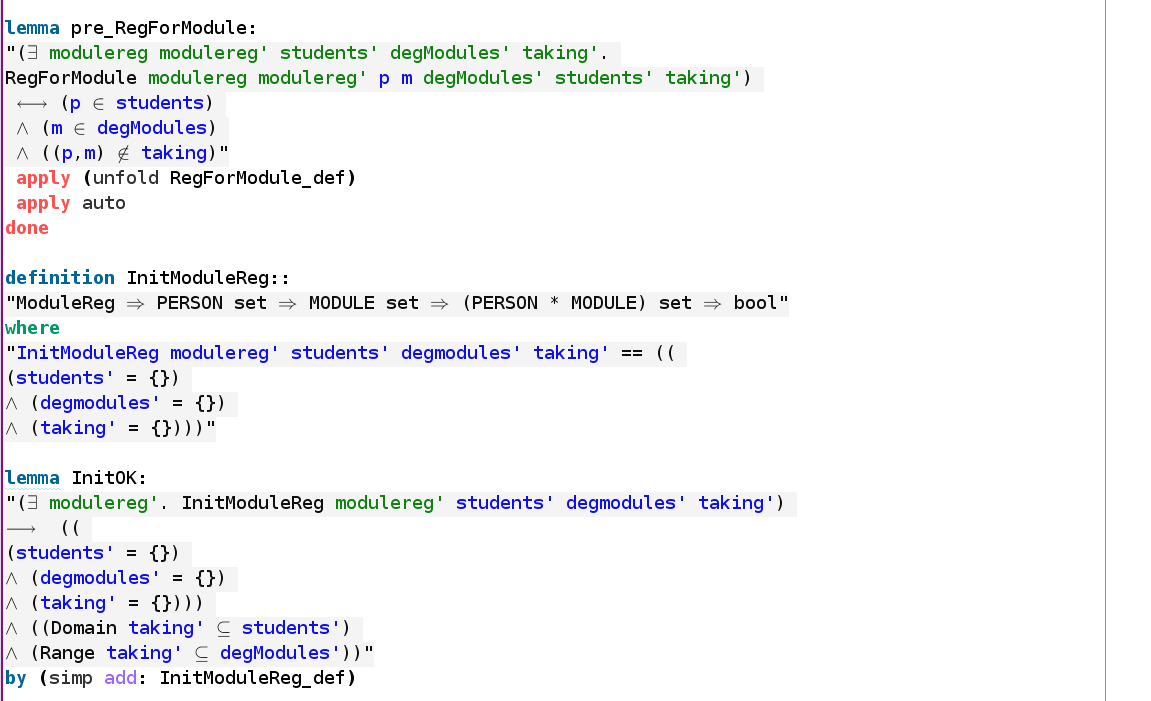 lemma pre_RegForModule:
"(∃ modulereg modulereg' students' degModules' taking'.
RegForModule modulereg modulereg' p m degModules' students' taking')
⟷ (p ∈ students)
∧ (m ∈ degModules)
∧ ((p,m) ∉ taking)"
apply (unfold RegForModule_def)
apply auto
done
definition InitModuleReg::
"ModuleReg ⇒ PERSON set ⇒ MODULE set ⇒ (PERSON * MODULE) set ⇒ bool"
where
"InitModuleReg modulereg' students' degmodules' taking' == ((
(students' = {})
∧ (degmodules' = {})
∧ (taking' = {})))"
lemma InitOK:
"(∃ modulereg'. InitModuleReg modulereg' students' degmodules' taking')
⟶ ((
(students' = {})
∧ (degmodules' = {})
∧ (taking' = {})))
∧ ((Domain taking' ⊆ students')
∧ (Range taking' ⊆ degModules'))"
by (simp add: InitModuleReg_def)